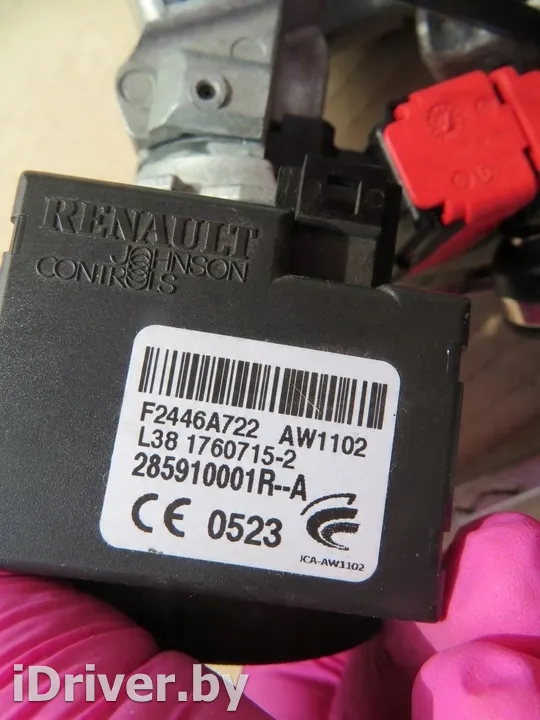 RENAULT
JOHNSON
CONTROLS
F2446A722 AW1102
L38 1760715-2
285910001R--A
CE 0523
JCA-AW1102
iDriver.by